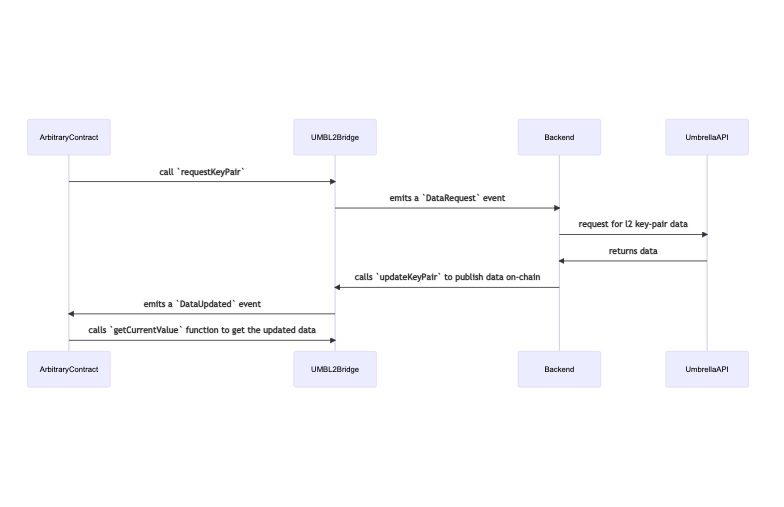 ArbitraryContract
UMBL2Bridge
Backend
UmbrellaAPI
call `requestKeyPair`
emits a `DataRequest` event
request for l2 key-pair data
returns data
calls `updateKeyPair` to publish data on-chain
emits a `DataUpdated` event
calls `getCurrentValue` function to get the updated data
ArbitraryContract
UMBL2Bridge
Backend
UmbrellaAPI